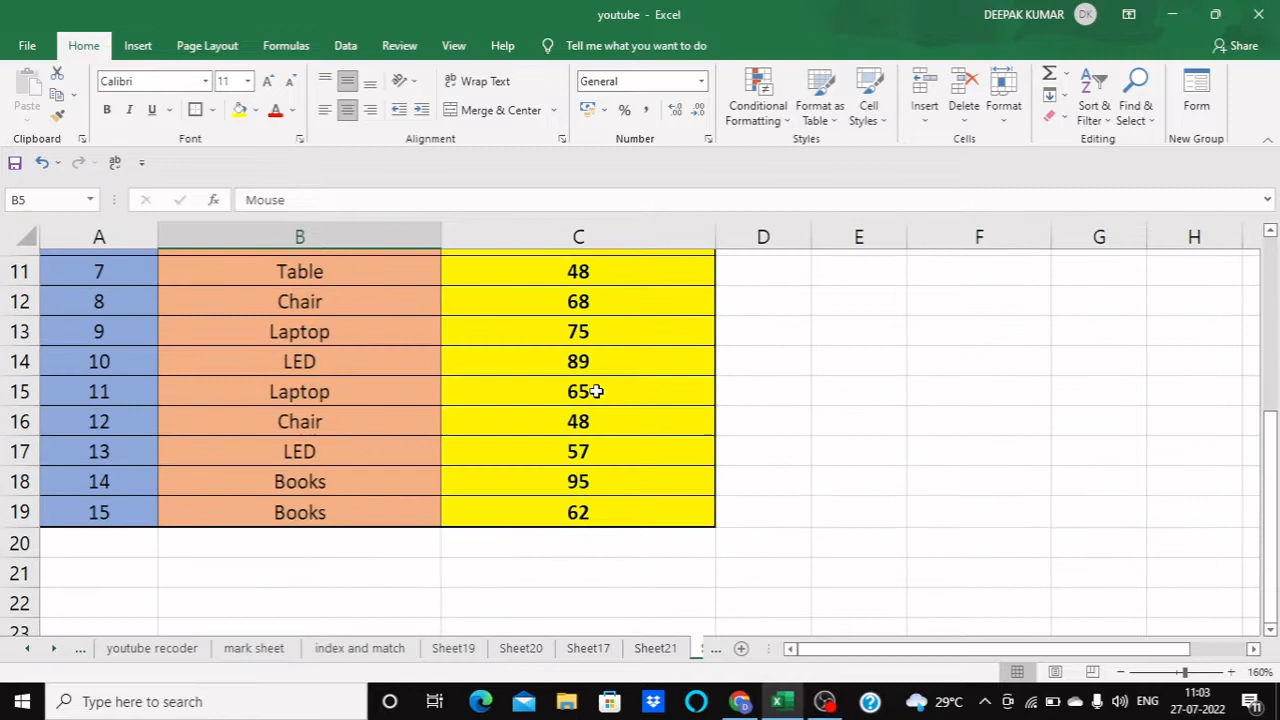 youtube - Excel
DEEPAK KUMAR DK
File Home Insert Page Layout Formulas Data Review View Help Tell me what you want to do Share
Paste
Calibri 11
B I U A
ab Wrap Text
Merge & Center
General
% ,
Conditional Formatting
Format as Table
Cell Styles
Insert Delete Format
Sort & Filter
Find & Select
Form
Clipboard Font Alignment Number Styles Cells Editing New Group
B5 fx Mouse
A B C D E F G H
11 7 Table 48
12 8 Chair 68
13 9 Laptop 75
14 10 LED 89
15 11 Laptop 65
16 12 Chair 48
17 13 LED 57
18 14 Books 95
19 15 Books 62
20
21
22
23
... youtube recoder mark sheet index and match Sheet19 Sheet20 Sheet17 Sheet21 ...
160%
Type here to search
29°C ENG 11:03
27-07-2022